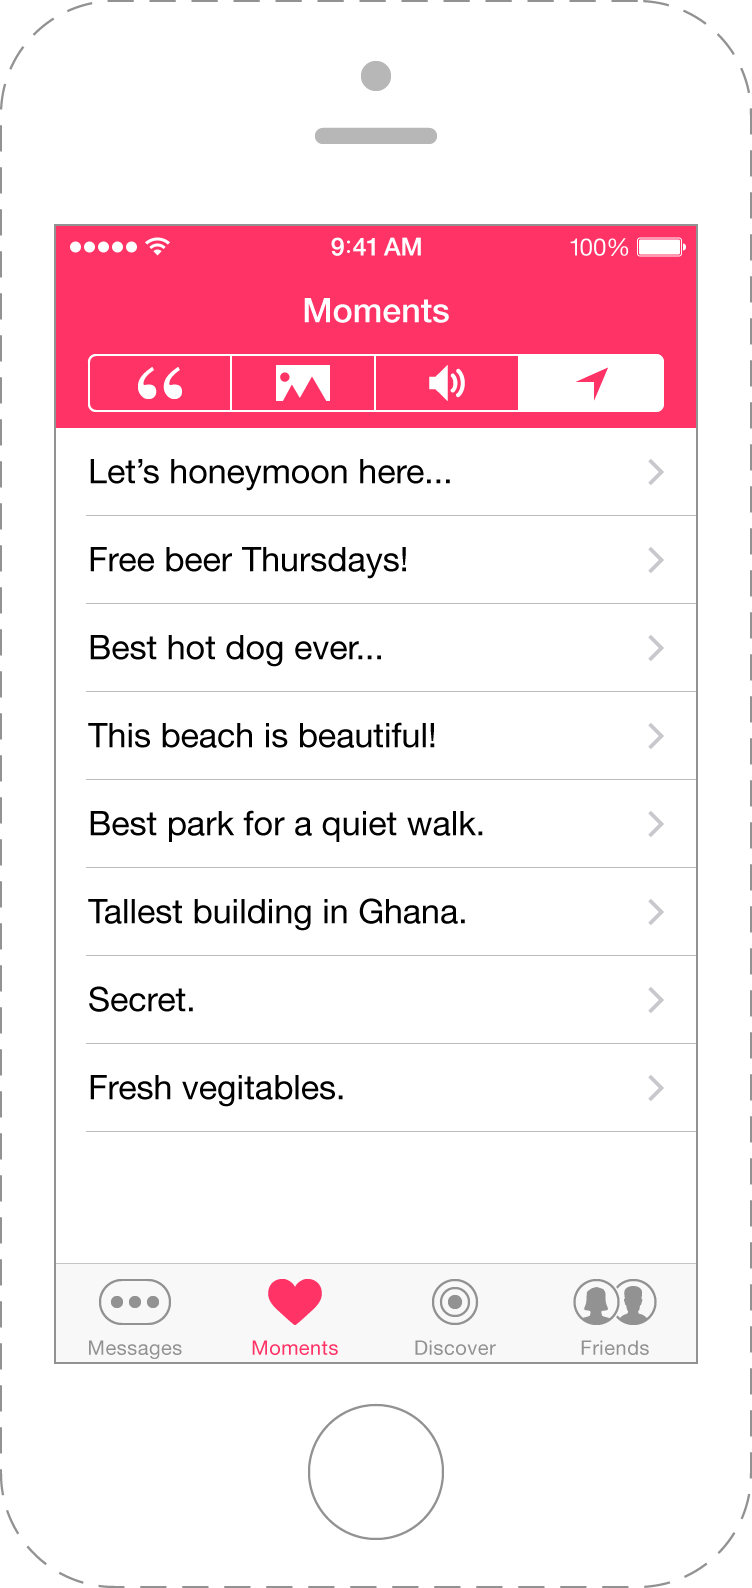 9:41 AM 100%
Moments
Let’s honeymoon here...
Free beer Thursdays!
Best hot dog ever...
This beach is beautiful!
Best park for a quiet walk.
Tallest building in Ghana.
Secret.
Fresh vegitables.
Messages Moments Discover Friends